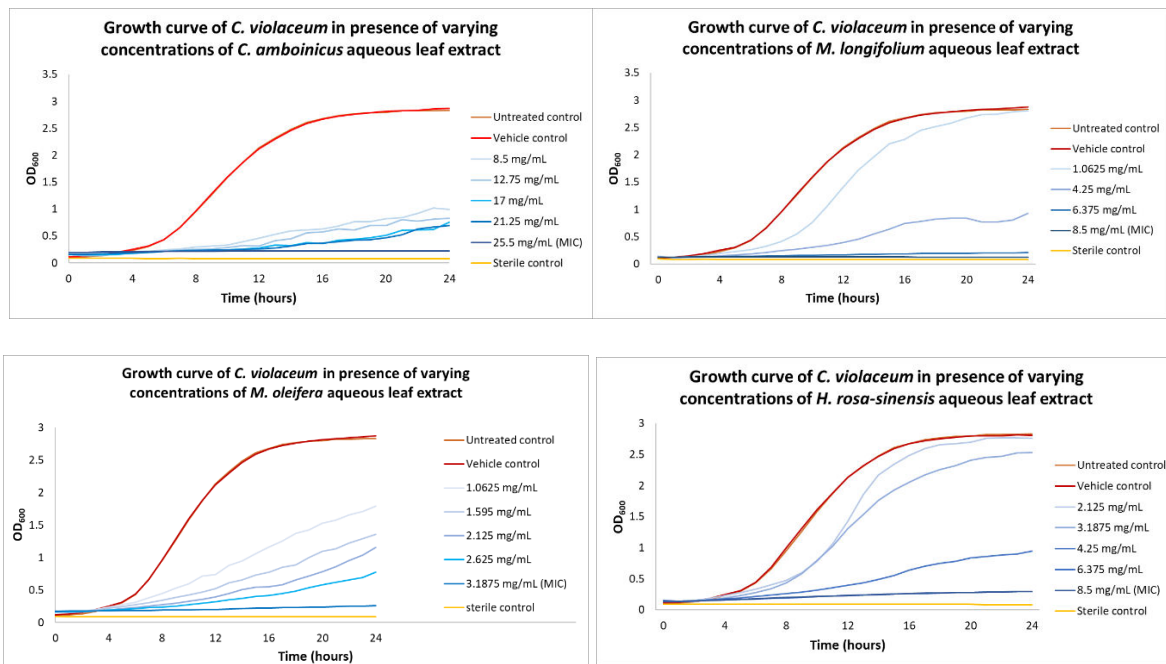 Growth curve of C. violaceum in presence of varying
concentrations of C. amboinicus aqueous leaf extract
3.5
3
2.5
2
1.5
1
0.5
0
OD600
0 4 8 12 16 20 24
Time (hours)
Untreated control
Vehicle control
8.5 mg/mL
12.75 mg/mL
17 mg/mL
21.25 mg/mL
25.5 mg/mL (MIC)
Sterile control
Growth curve of C. violaceum in presence of varying
concentrations of M. longifolium aqueous leaf extract
3.5
3
2.5
2
1.5
1
0.5
0
OD600
0 4 8 12 16 20 24
Time (hours)
Untreated control
Vehicle control
1.0625 mg/mL
4.25 mg/mL
6.375 mg/mL
8.5 mg/mL (MIC)
Sterile control
Growth curve of C. violaceum in presence of varying
concentrations of M. oleifera aqueous leaf extract
3
2.5
2
1.5
1
0.5
0
OD600
0 4 8 12 16 20 24
Time (hours)
Untreated control
Vehicle control
1.0625 mg/mL
1.595 mg/mL
2.125 mg/mL
2.625 mg/mL
3.1875 mg/mL (MIC)
sterile control
Growth curve of C. violaceum in presence of varying
concentrations of H. rosa-sinensis aqueous leaf extract
3
2.5
2
1.5
1
0.5
0
OD600
0 4 8 12 16 20 24
Time (hours)
Untreated control
Vehicle control
2.125 mg/mL
3.1875 mg/mL
4.25 mg/mL
6.375 mg/mL
8.5 mg/mL (MIC)
Sterile control